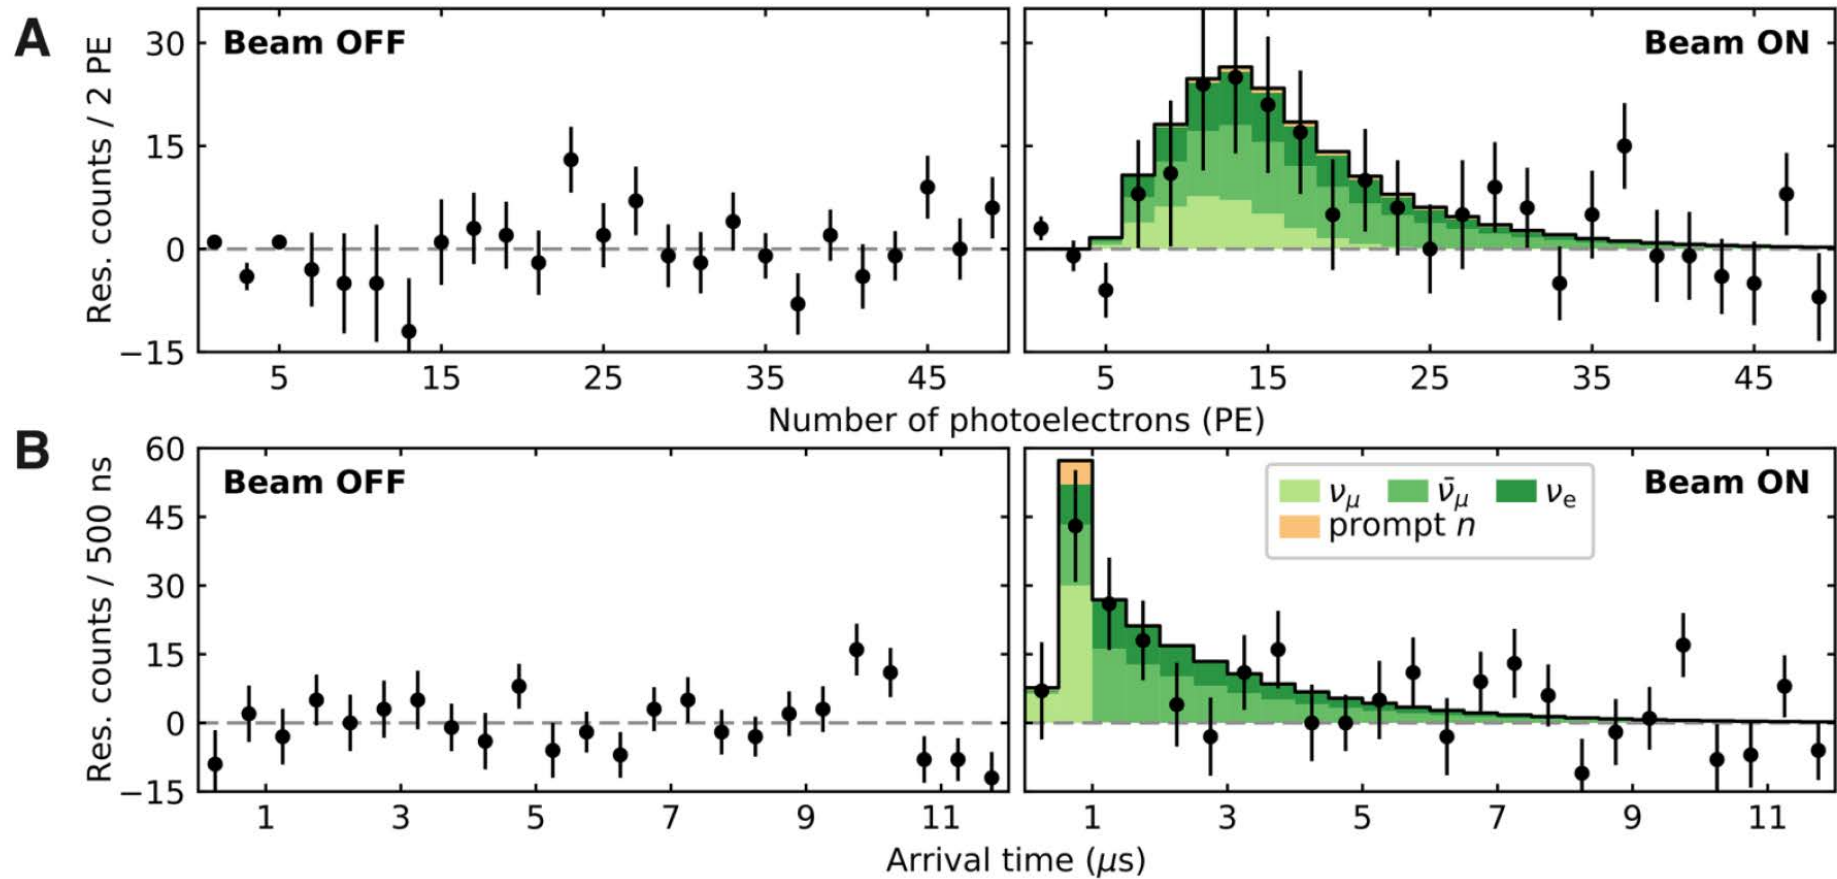 A
Beam OFF
Beam ON
Res. counts / 2 PE
30
15
0
−15
5 15 25 35 45
5 15 25 35 45
Number of photoelectrons (PE)
B
Beam OFF
Beam ON
Res. counts / 500 ns
60
45
30
15
0
−15
νμ ν̄μ νe
prompt n
1 3 5 7 9 11
1 3 5 7 9 11
Arrival time (μs)